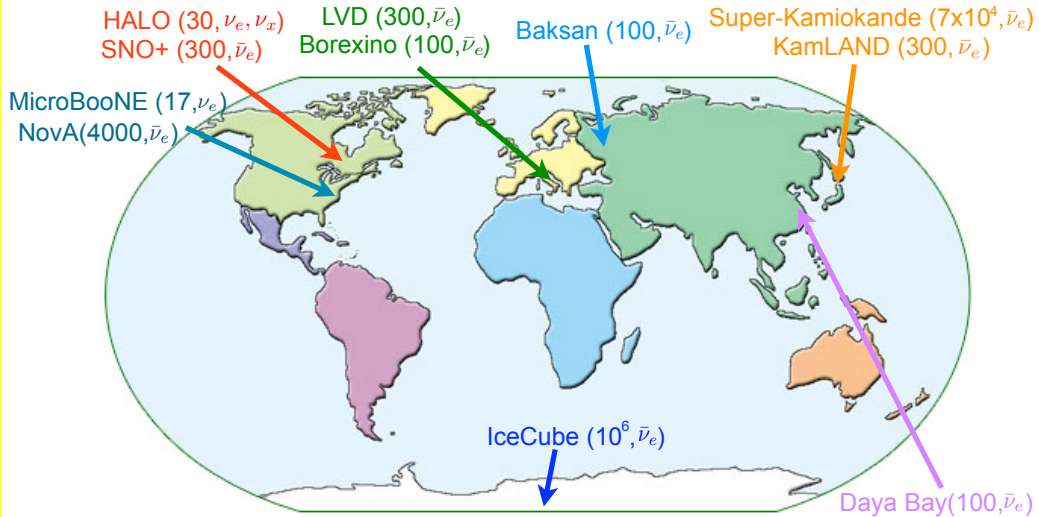 HALO (30, νₑ, νₓ)
SNO+ (300, ν̄ₑ)
LVD (300, ν̄ₑ)
Borexino (100, ν̄ₑ)
Baksan (100, ν̄ₑ)
Super-Kamiokande (7x10⁴, ν̄ₑ)
KamLAND (300, ν̄ₑ)
MicroBooNE (17, νₑ)
NovA(4000, ν̄ₑ)
IceCube (10⁶, ν̄ₑ)
Daya Bay(100, ν̄ₑ)